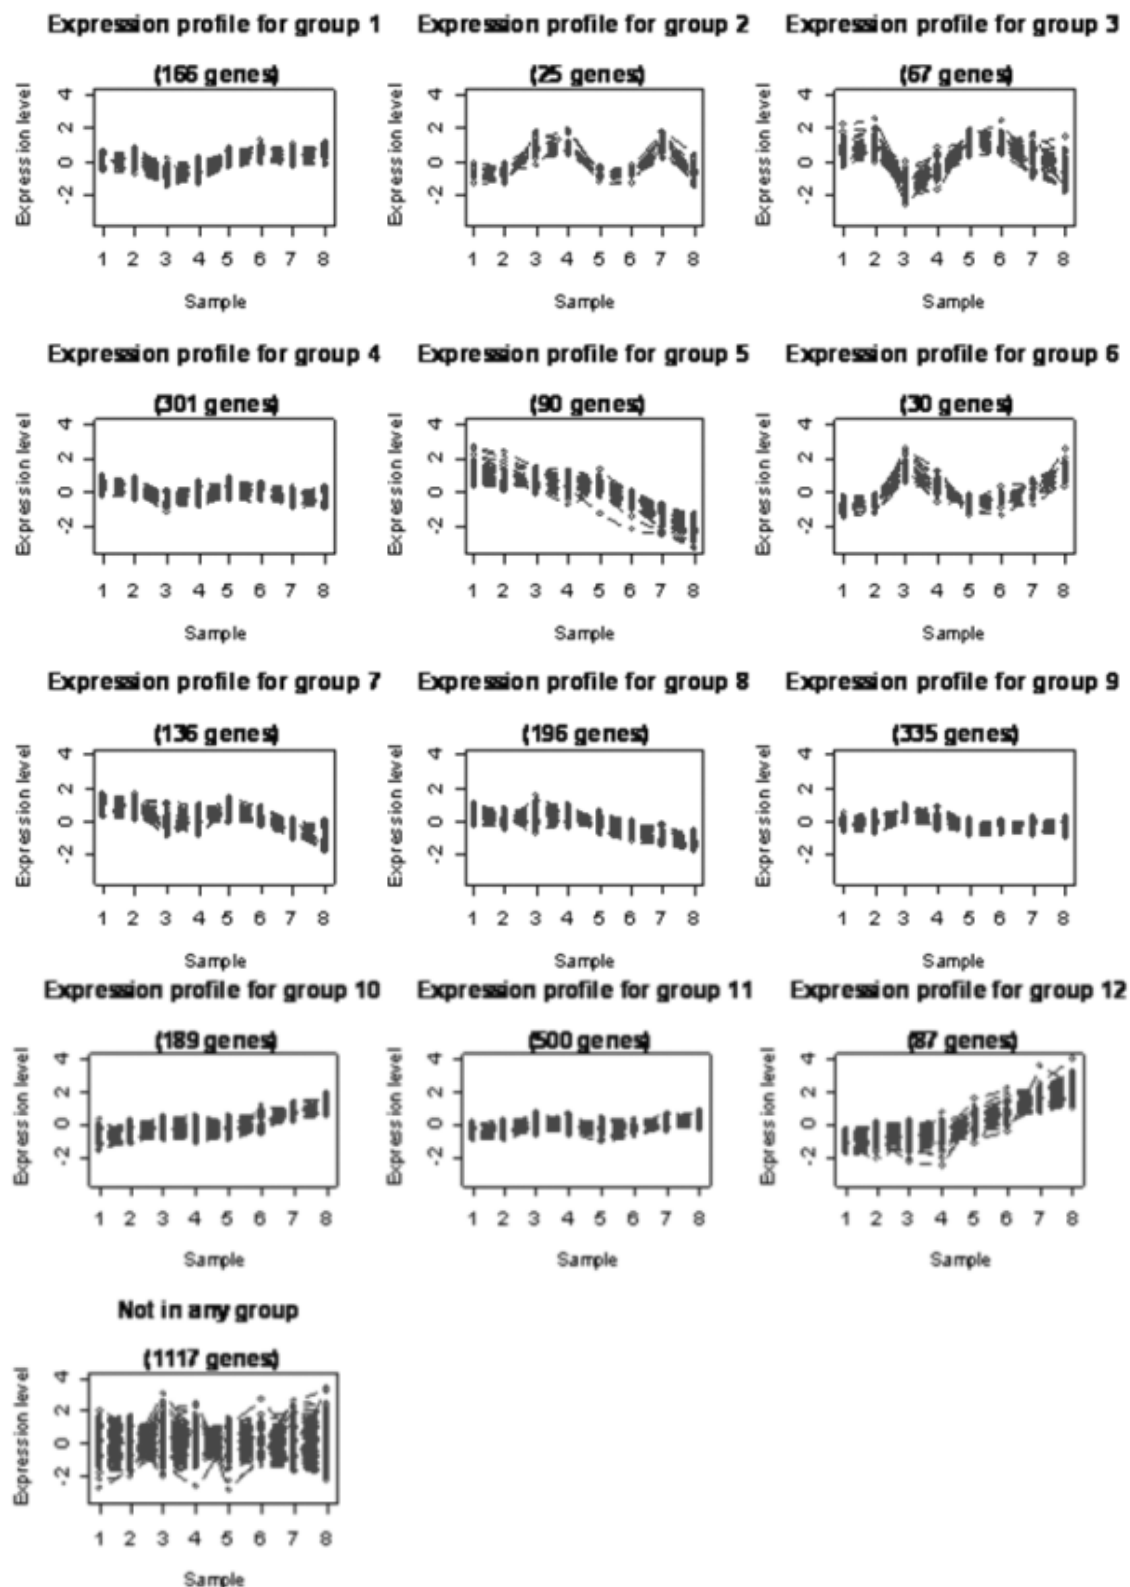 Expression profile for group 1
(166 genes)
Expression level
4
2
0
-2
1 2 3 4 5 6 7 8
Sample
Expression profile for group 2
(25 genes)
Expression level
4
2
0
-2
1 2 3 4 5 6 7 8
Sample
Expression profile for group 3
(67 genes)
Expression level
4
2
0
-2
1 2 3 4 5 6 7 8
Sample
Expression profile for group 4
(301 genes)
Expression level
4
2
0
-2
1 2 3 4 5 6 7 8
Sample
Expression profile for group 5
(90 genes)
Expression level
4
2
0
-2
1 2 3 4 5 6 7 8
Sample
Expression profile for group 6
(30 genes)
Expression level
4
2
0
-2
1 2 3 4 5 6 7 8
Sample
Expression profile for group 7
(136 genes)
Expression level
4
2
0
-2
1 2 3 4 5 6 7 8
Sample
Expression profile for group 8
(196 genes)
Expression level
4
2
0
-2
1 2 3 4 5 6 7 8
Sample
Expression profile for group 9
(335 genes)
Expression level
4
2
0
-2
1 2 3 4 5 6 7 8
Sample
Expression profile for group 10
(189 genes)
Expression level
4
2
0
-2
1 2 3 4 5 6 7 8
Sample
Expression profile for group 11
(500 genes)
Expression level
4
2
0
-2
1 2 3 4 5 6 7 8
Sample
Expression profile for group 12
(87 genes)
Expression level
4
2
0
-2
1 2 3 4 5 6 7 8
Sample
Not in any group
(1117 genes)
Expression level
4
2
0
-2
1 2 3 4 5 6 7 8
Sample